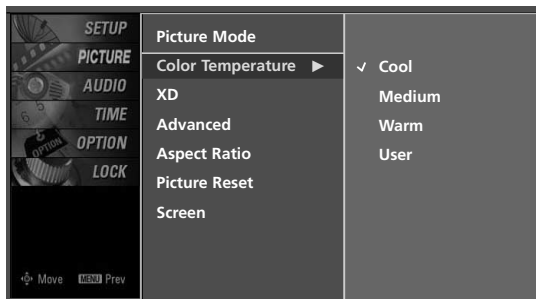 SETUP
PICTURE
AUDIO
TIME
OPTION
LOCK
Move MENU Prev
Picture Mode
Color Temperature ▶
XD
Advanced
Aspect Ratio
Picture Reset
Screen
✓ Cool
Medium
Warm
User